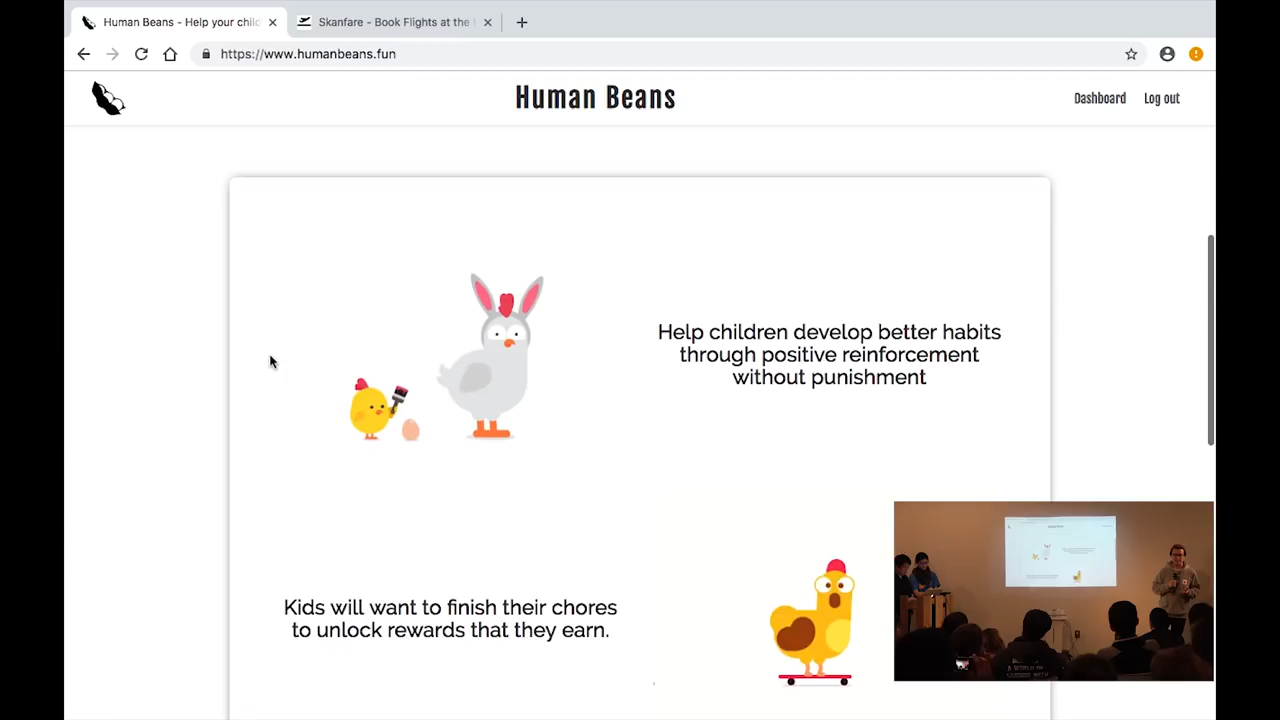 Human Beans - Help your chil
Skanfare - Book Flights at the
https://www.humanbeans.fun
Human Beans
Dashboard
Log out
Help children develop better habits
through positive reinforcement
without punishment
Kids will want to finish their chores
to unlock rewards that they earn.
A WORLD OF